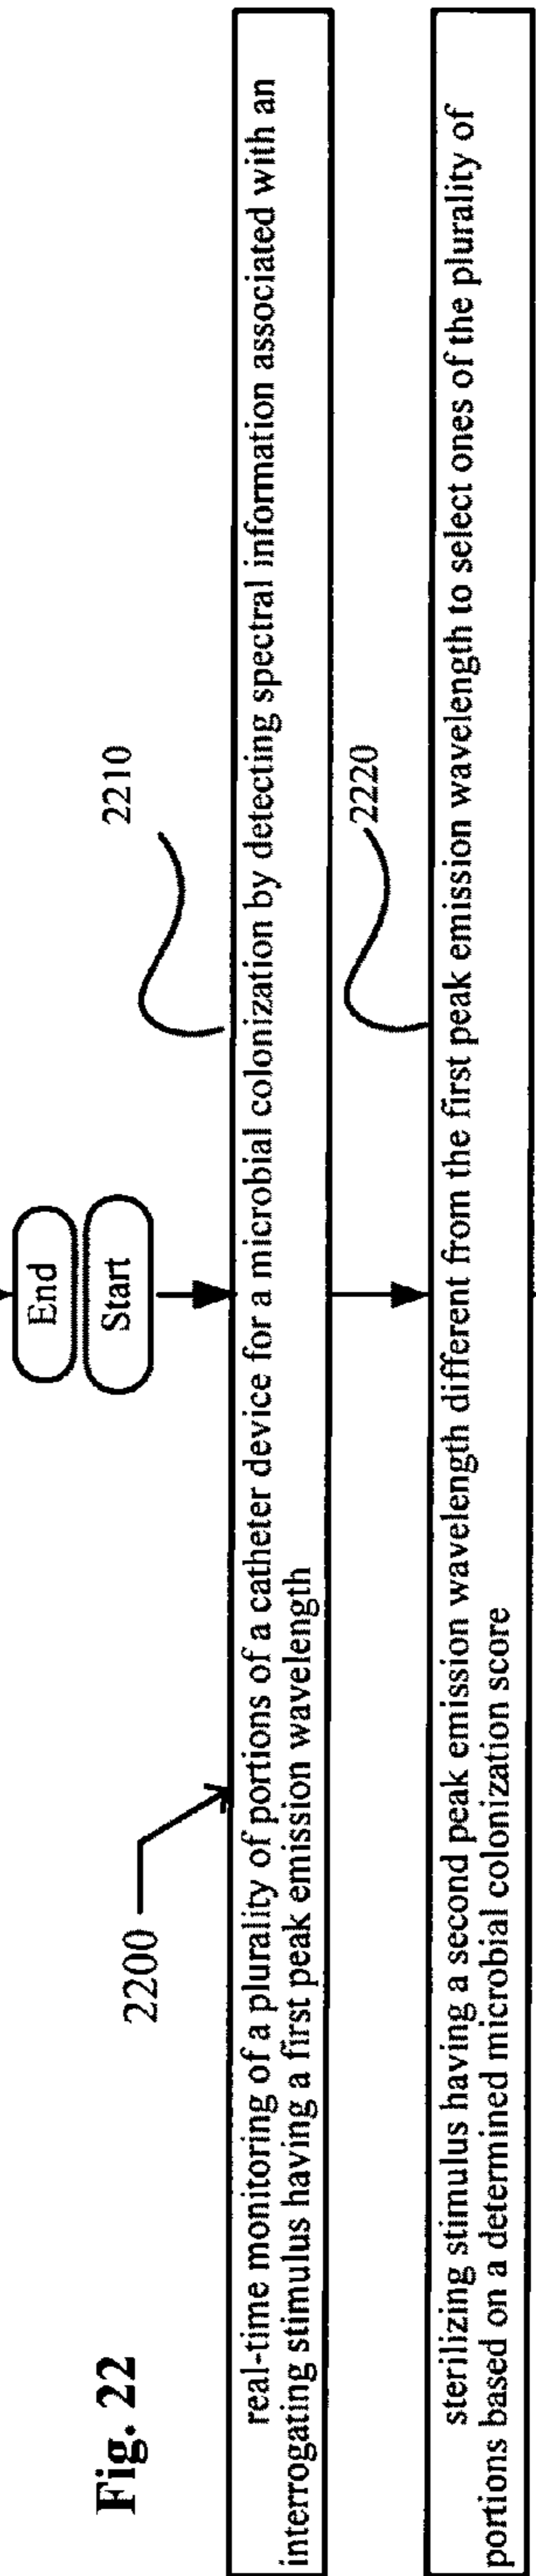 End
Fig. 22
Start
2200
2210
real-time monitoring of a plurality of portions of a catheter device for a microbial colonization by detecting spectral information associated with an
interrogating stimulus having a first peak emission wavelength
2220
sterilizing stimulus having a second peak emission wavelength different from the first peak emission wavelength to select ones of the plurality of
portions based on a determined microbial colonization score